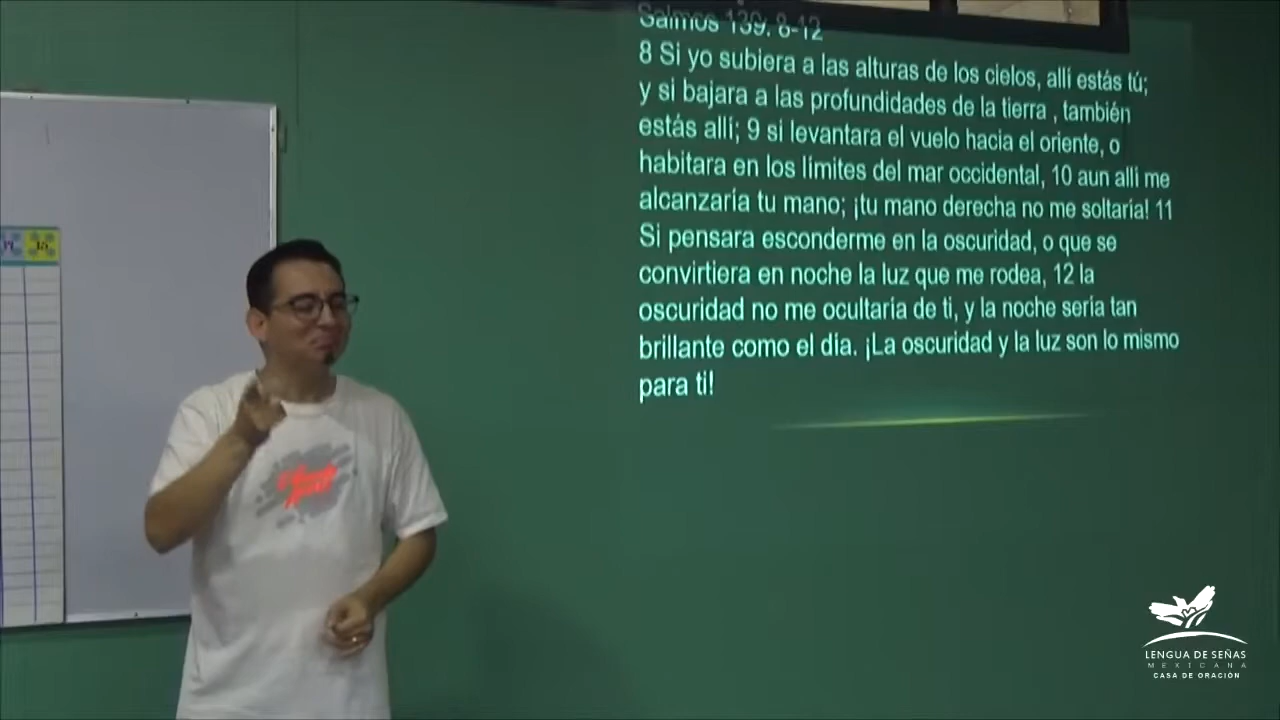 Salmos 139: 8-12
8 Si yo subiera a las alturas de los cielos, allí estás tú;
y si bajara a las profundidades de la tierra , también
estás allí; 9 si levantara el vuelo hacia el oriente, o
habitara en los límites del mar occidental, 10 aun allí me
alcanzaría tu mano; ¡tu mano derecha no me soltaría! 11
Si pensara esconderme en la oscuridad, o que se
convirtiera en noche la luz que me rodea, 12 la
oscuridad no me ocultaría de ti, y la noche sería tan
brillante como el día. ¡La oscuridad y la luz son lo mismo
para ti!
LENGUA DE SEÑAS
MEXICANA
CASA DE ORACIÓN